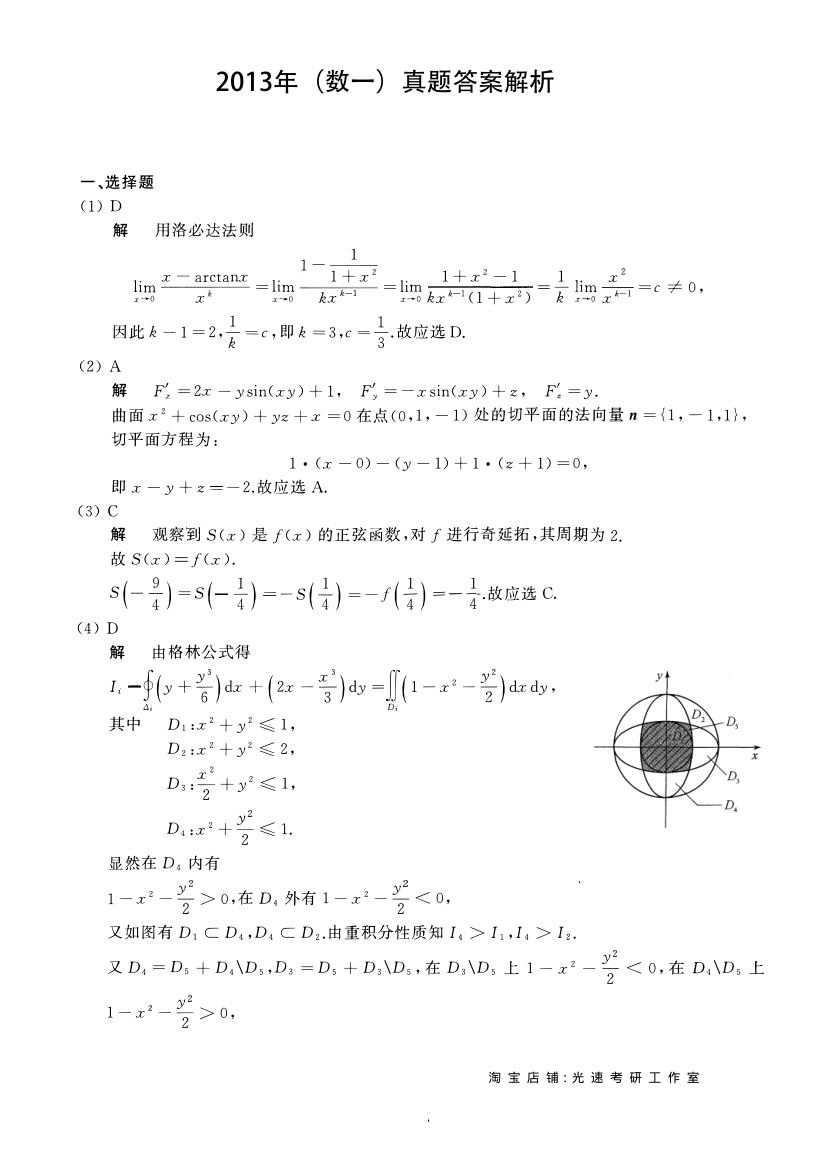 2013年（数一）真题答案解析
一、选择题
(1) D
解 用洛必达法则
lim_{x→0} (x − arctanx)/x^k = lim_{x→0} (1 − 1/(1+x²))/(kx^{k−1}) = lim_{x→0} (1+x²−1)/(kx^{k−1}(1+x²)) = 1/k lim_{x→0} x²/x^{k−1} = c ≠ 0,
因此 k − 1 = 2, 1/k = c, 即 k = 3, c = 1/3. 故应选 D.
(2) A
解 F′ₓ = 2x − ysin(xy) + 1, F′_y = −xsin(xy) + z, F′_z = y.
曲面 x² + cos(xy) + yz + x = 0 在点(0,1,−1) 处的切平面的法向量 n = {1,−1,1},
切平面方程为:
1·(x − 0) − (y − 1) + 1·(z + 1) = 0,
即 x − y + z = −2. 故应选 A.
(3) C
解 观察到 S(x) 是 f(x) 的正弦函数,对 f 进行奇延拓,其周期为 2.
故 S(x) = f(x).
S(−9/4) = S(−1/4) = −S(1/4) = −f(1/4) = −1/4. 故应选 C.
(4) D
解 由格林公式得
I_i = ∮_{Δi} (y + y³/6)dx + (2x − x³/3)dy = ∬_{D_i} (1 − x² − y²/2)dxdy,
其中 D₁: x² + y² ≤ 1,
D₂: x² + y² ≤ 2,
D₃: x²/2 + y² ≤ 1,
D₄: x² + y²/2 ≤ 1.
y
D₂
D₅
D₁
x
D₃
D₄
显然在 D₄ 内有
1 − x² − y²/2 > 0, 在 D₄ 外有 1 − x² − y²/2 < 0,
又如图有 D₁ ⊂ D₄, D₄ ⊂ D₂. 由重积分性质知 I₄ > I₁, I₄ > I₂.
又 D₄ = D₅ + D₄\D₅, D₃ = D₅ + D₃\D₅, 在 D₃\D₅ 上 1 − x² − y²/2 < 0, 在 D₄\D₅ 上
1 − x² − y²/2 > 0,
淘宝店铺:光速考研工作室